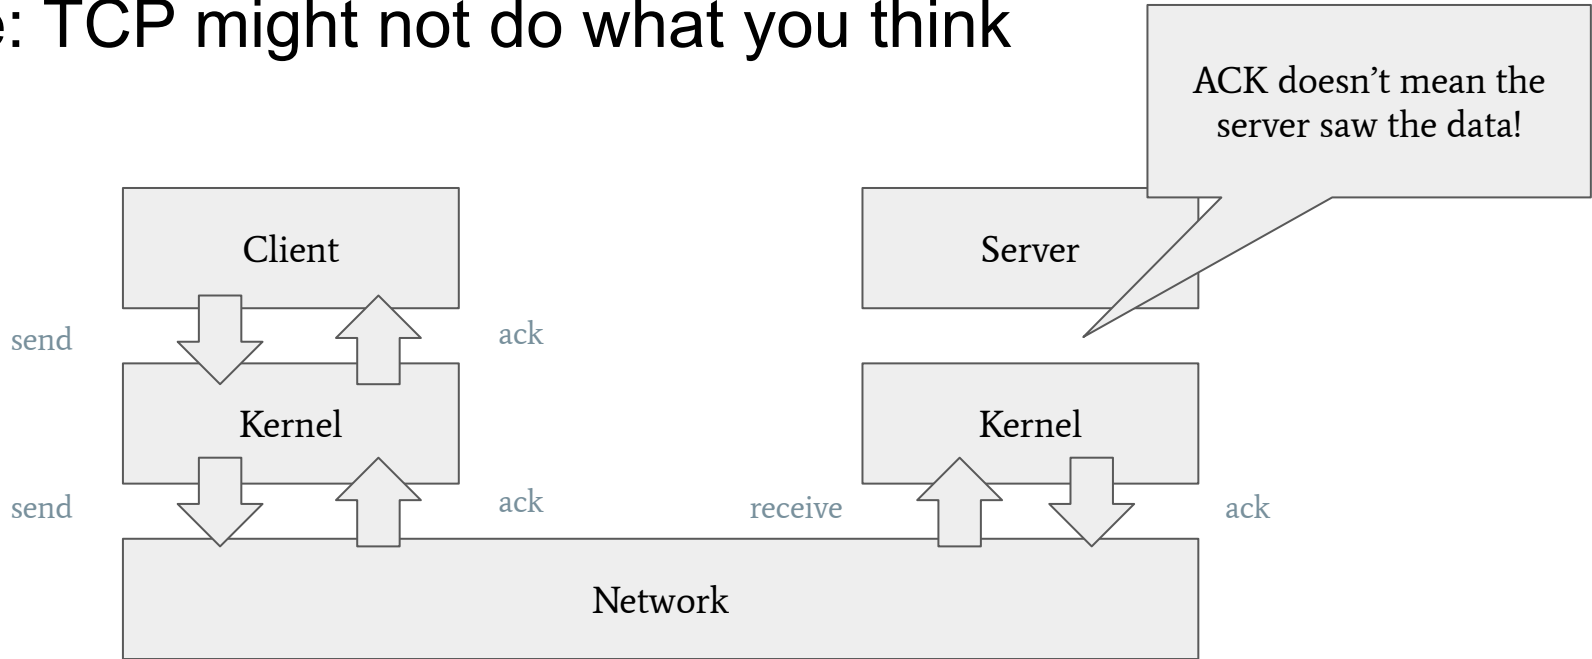 e: TCP might not do what you think
ACK doesn’t mean the
server saw the data!
Client
Server
send
ack
Kernel
Kernel
send
ack
receive
ack
Network